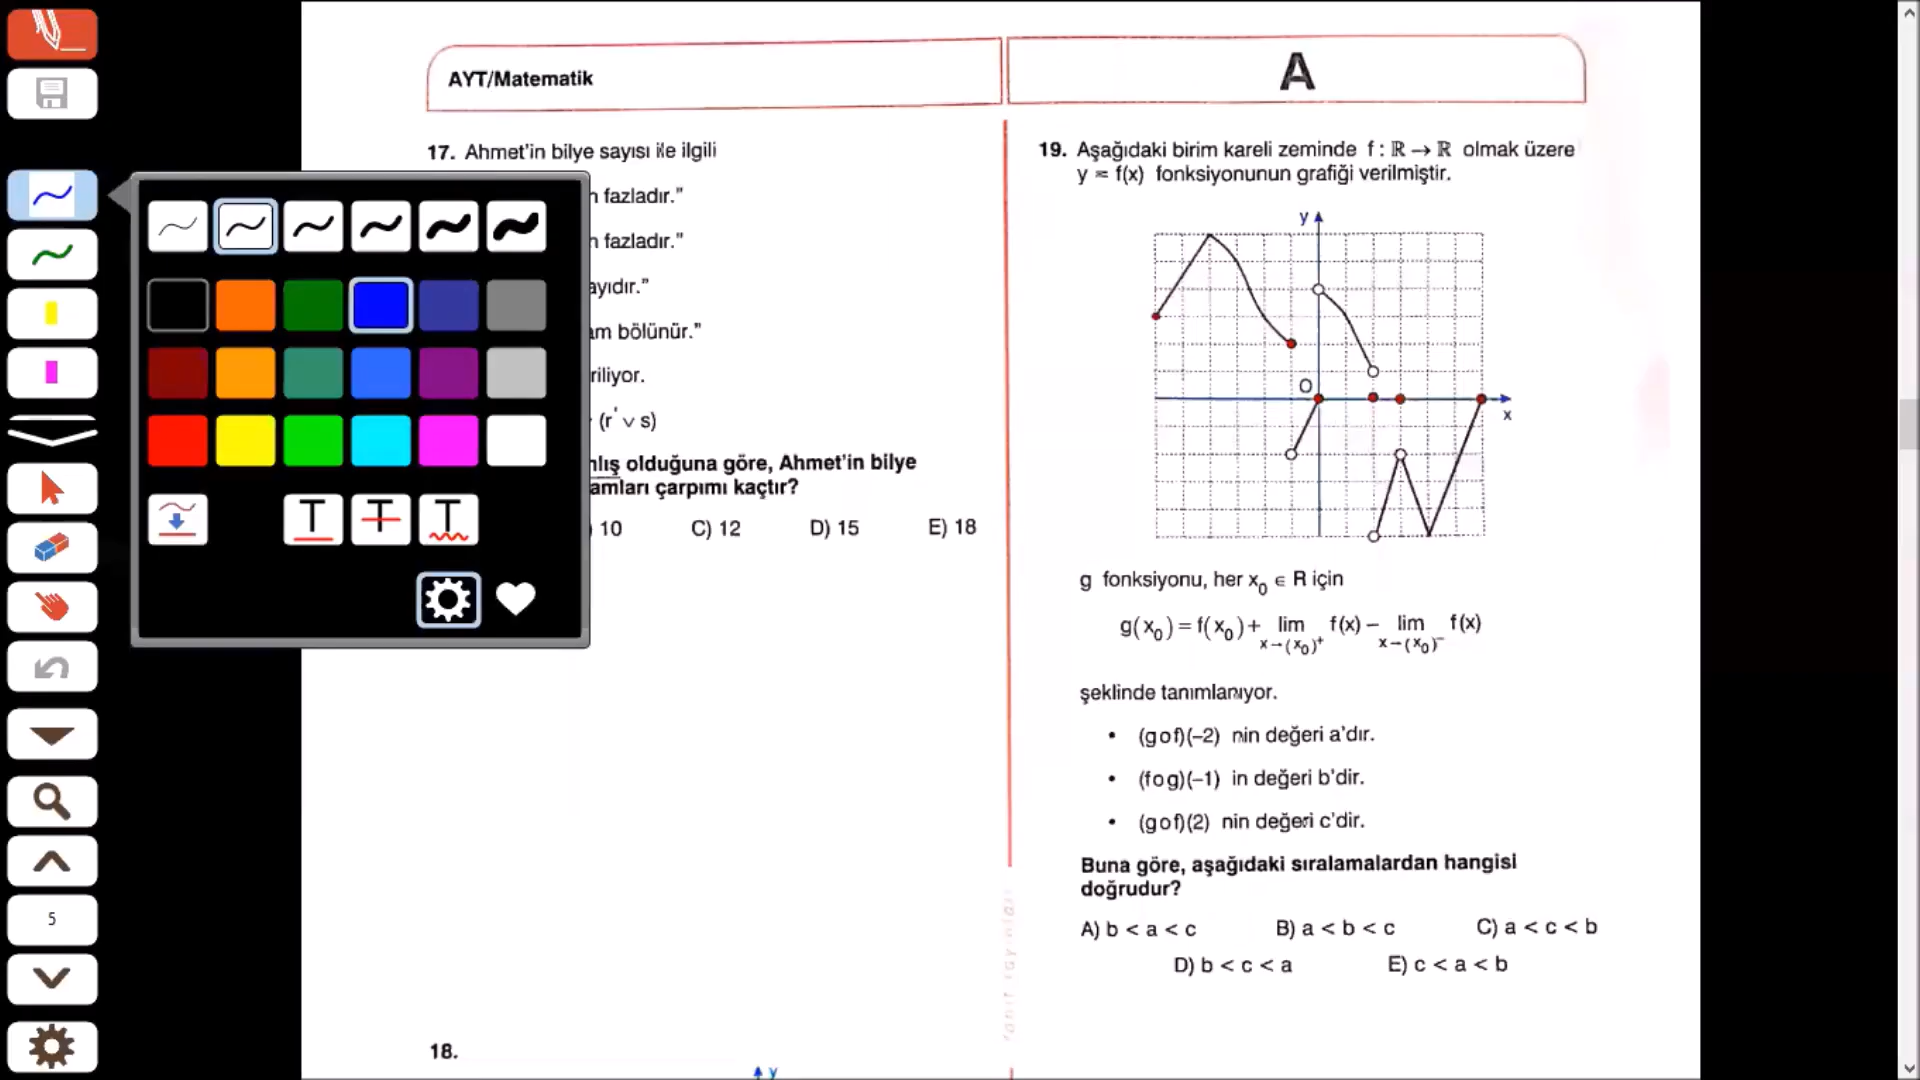 AYT/Matematik
A
17. Ahmet'in bilye sayısı ile ilgili
n fazladır."
n fazladır."
ayıdır."
am bölünür."
riliyor.
(r' ∨ s)
nlış olduğuna göre, Ahmet'in bilye
amları çarpımı kaçtır?
) 10 C) 12 D) 15 E) 18
18.
y
19. Aşağıdaki birim kareli zeminde f : ℝ → ℝ olmak üzere
y = f(x) fonksiyonunun grafiği verilmiştir.
y
O
x
g fonksiyonu, her x₀ ∈ R için
g(x₀) = f(x₀) + lim f(x) − lim f(x)
x→(x₀)⁺ x→(x₀)⁻
şeklinde tanımlanıyor.
• (gof)(−2) nin değeri a'dır.
• (fog)(−1) in değeri b'dir.
• (gof)(2) nin değeri c'dir.
Buna göre, aşağıdaki sıralamalardan hangisi
doğrudur?
A) b < a < c B) a < b < c C) a < c < b
D) b < c < a E) c < a < b
T T T
5